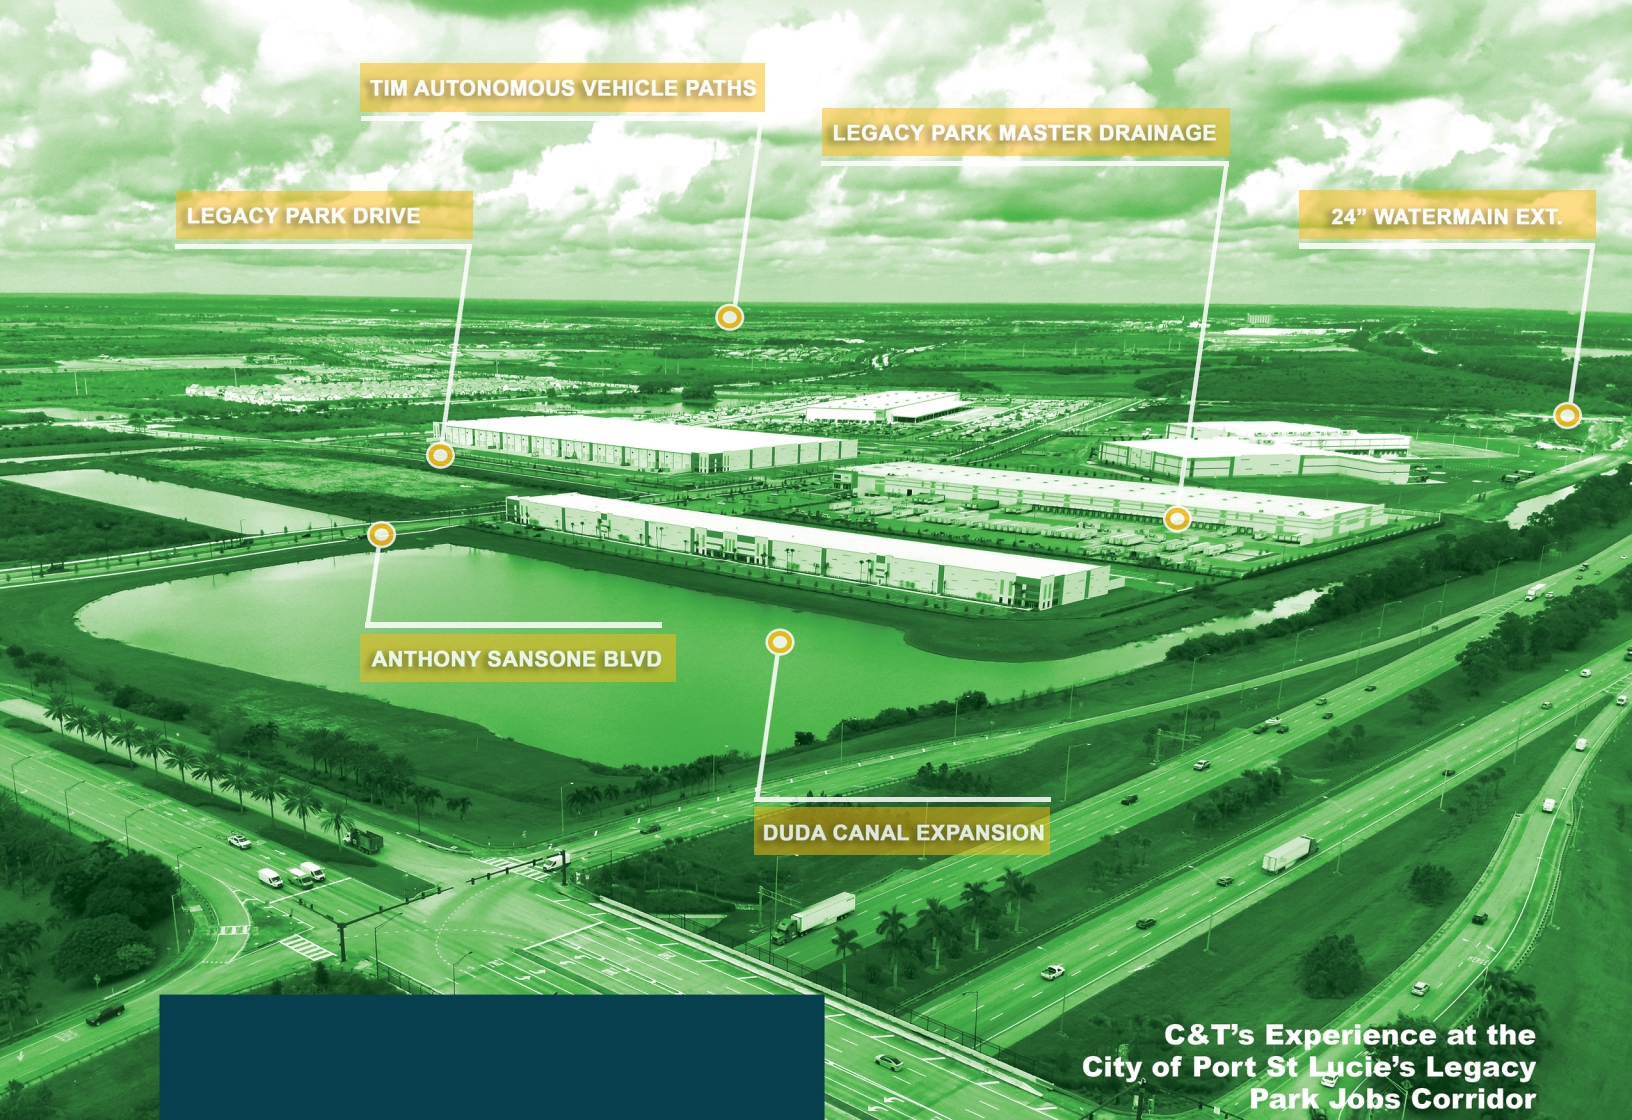 TIM AUTONOMOUS VEHICLE PATHS
LEGACY PARK MASTER DRAINAGE
LEGACY PARK DRIVE
24” WATERMAIN EXT.
ANTHONY SANSONE BLVD
DUDA CANAL EXPANSION
C&T’s Experience at the
City of Port St Lucie’s Legacy
Park Jobs Corridor